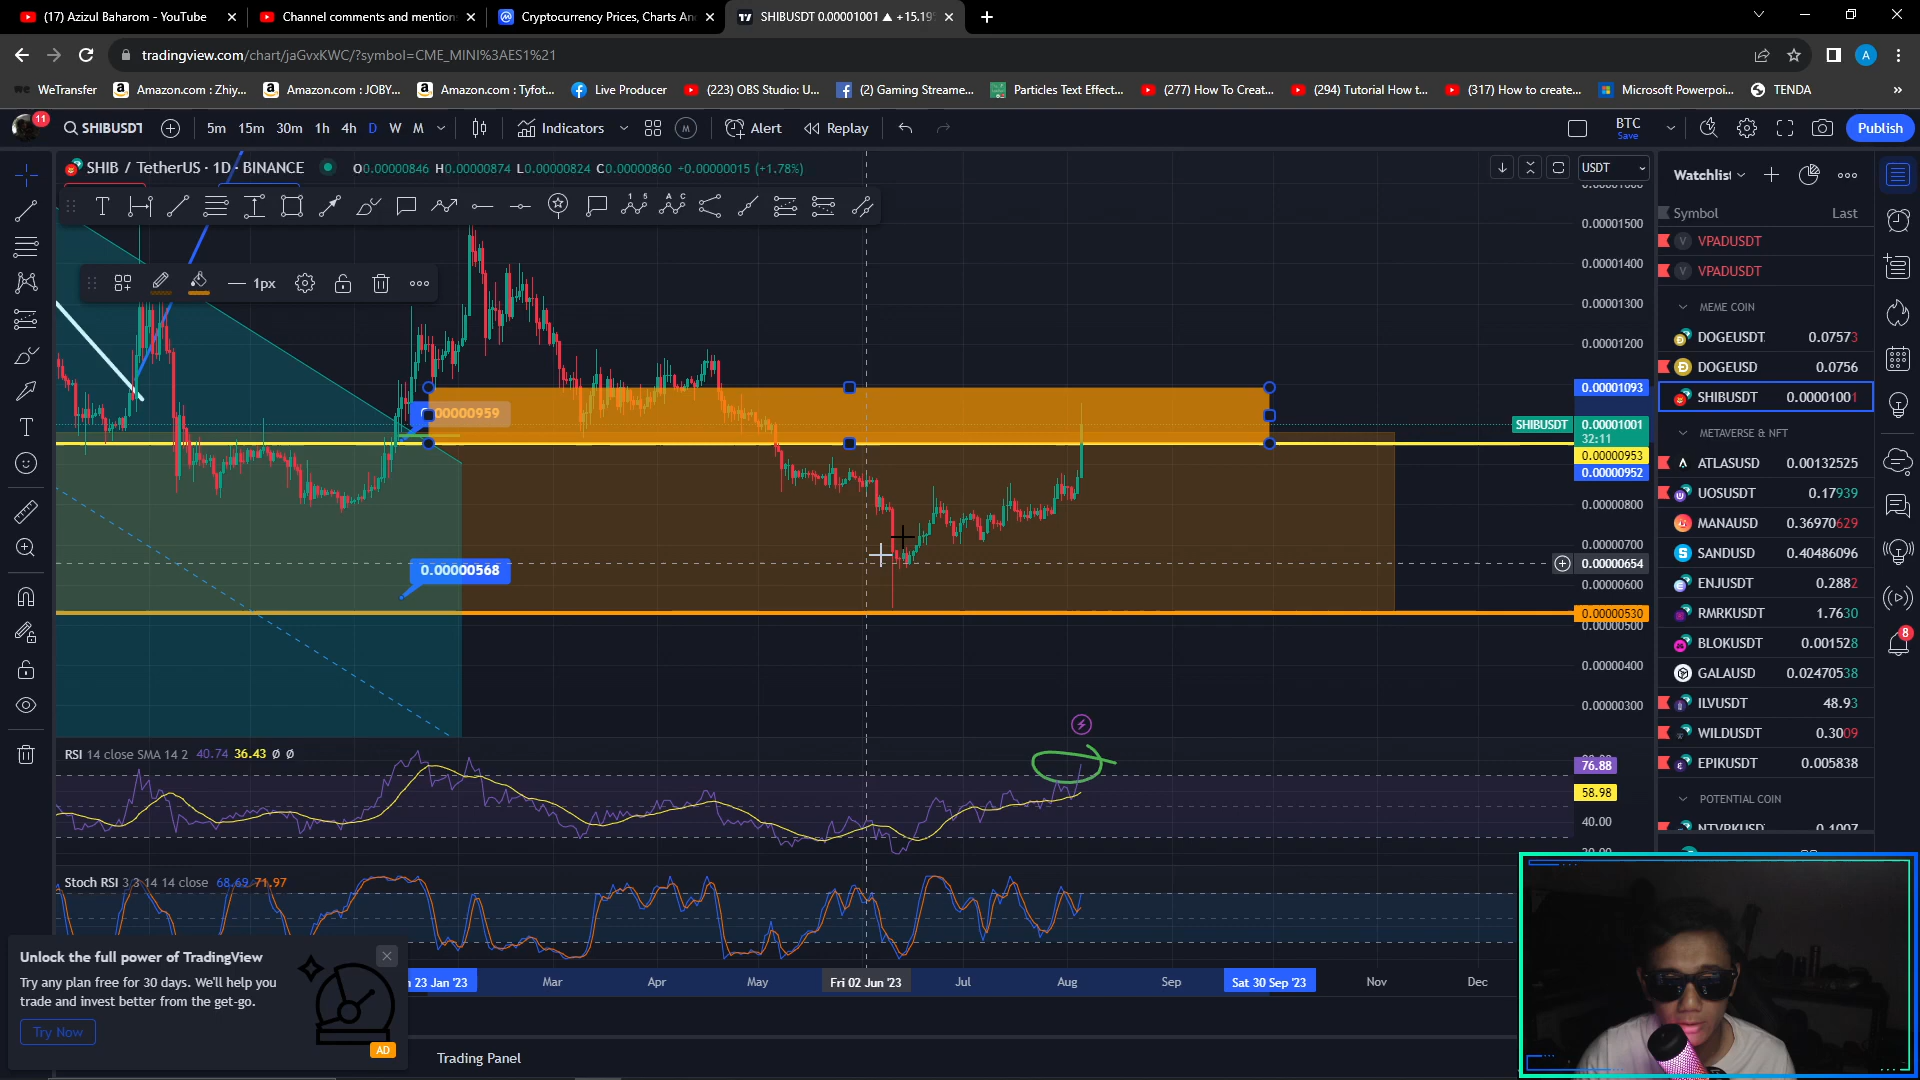 (17) Azizul Baharom - YouTube
Channel comments and mention
Cryptocurrency Prices, Charts An
SHIBUSDT 0.00001001 ▲ +15.19
tradingview.com/chart/jaGvxKWC/?symbol=CME_MINI%3AES1%21
WeTransfer
Amazon.com : Zhiy...
Amazon.com: JOBY...
Amazon.com : Tyfot...
Live Producer
(223) OBS Studio: U...
(2) Gaming Streame...
Particles Text Effect...
(277) How To Creat...
(294) Tutorial How t...
(317) How to create...
Microsoft Powerpoi...
TENDA
11
SHIBUSDT
5m 15m 30m 1h 4h D W M
Indicators
Alert
Replay
BTC
Save
Publish
SHIB / TetherUS · 1D · BINANCE
O0.00000846 H0.00000874 L0.00000824 C0.00000860 +0.00000015 (+1.78%)
USDT
1px
0.00001500
0.00001400
0.00001300
0.00001200
0.00001093
SHIBUSDT
0.00001001
32:11
0.00000953
0.00000952
0.00000800
0.00000700
0.00000654
0.00000600
0.00000530
0.00000500
0.00000400
0.00000300
00000959
0.00000568
RSI 14 close SMA 14 2 40.74 36.43 Ø Ø
76.88
58.98
40.00
Stoch RSI 3 3 14 14 close 68.69 71.97
23 Jan '23
Mar
Apr
May
Fri 02 Jun '23
Jul
Aug
Sep
Sat 30 Sep '23
Nov
Dec
Unlock the full power of TradingView
Try any plan free for 30 days. We'll help you
trade and invest better from the get-go.
Try Now
AD
Trading Panel
Watchlist
Symbol Last
VPADUSDT
VPADUSDT
MEME COIN
DOGEUSDT 0.07573
DOGEUSD 0.0756
SHIBUSDT 0.00001001
METAVERSE & NFT
ATLASUSD 0.00132525
UOSUSDT 0.17939
MANAUSD 0.36970629
SANDUSD 0.40486096
ENJUSDT 0.2882
RMRKUSDT 1.7630
BLOKUSDT 0.001528
GALAUSD 0.02470538
ILVUSDT 48.93
WILDUSDT 0.3009
EPIKUSDT 0.005838
POTENTIAL COIN
8